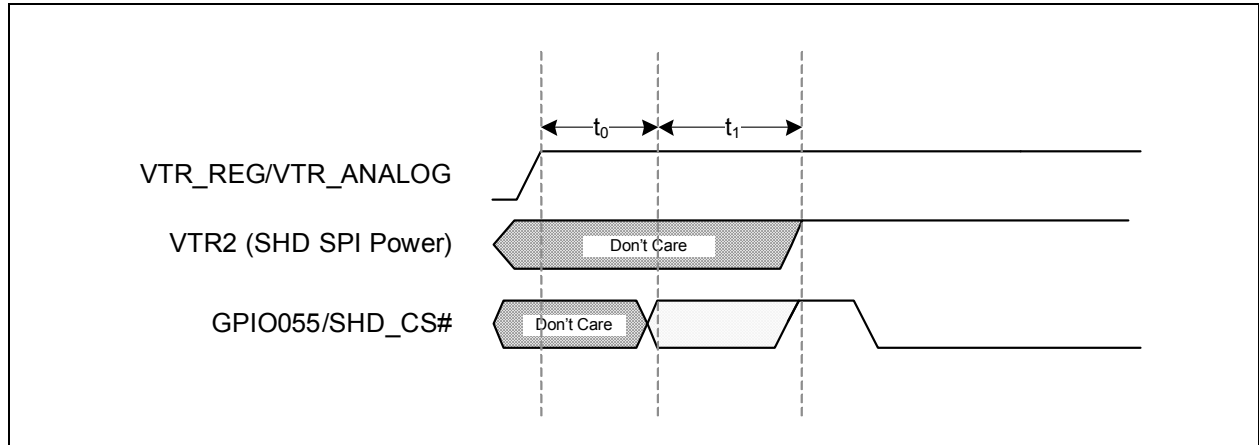 t0 t1
VTR_REG/VTR_ANALOG
VTR2 (SHD SPI Power) Don't Care
GPIO055/SHD_CS# Don't Care